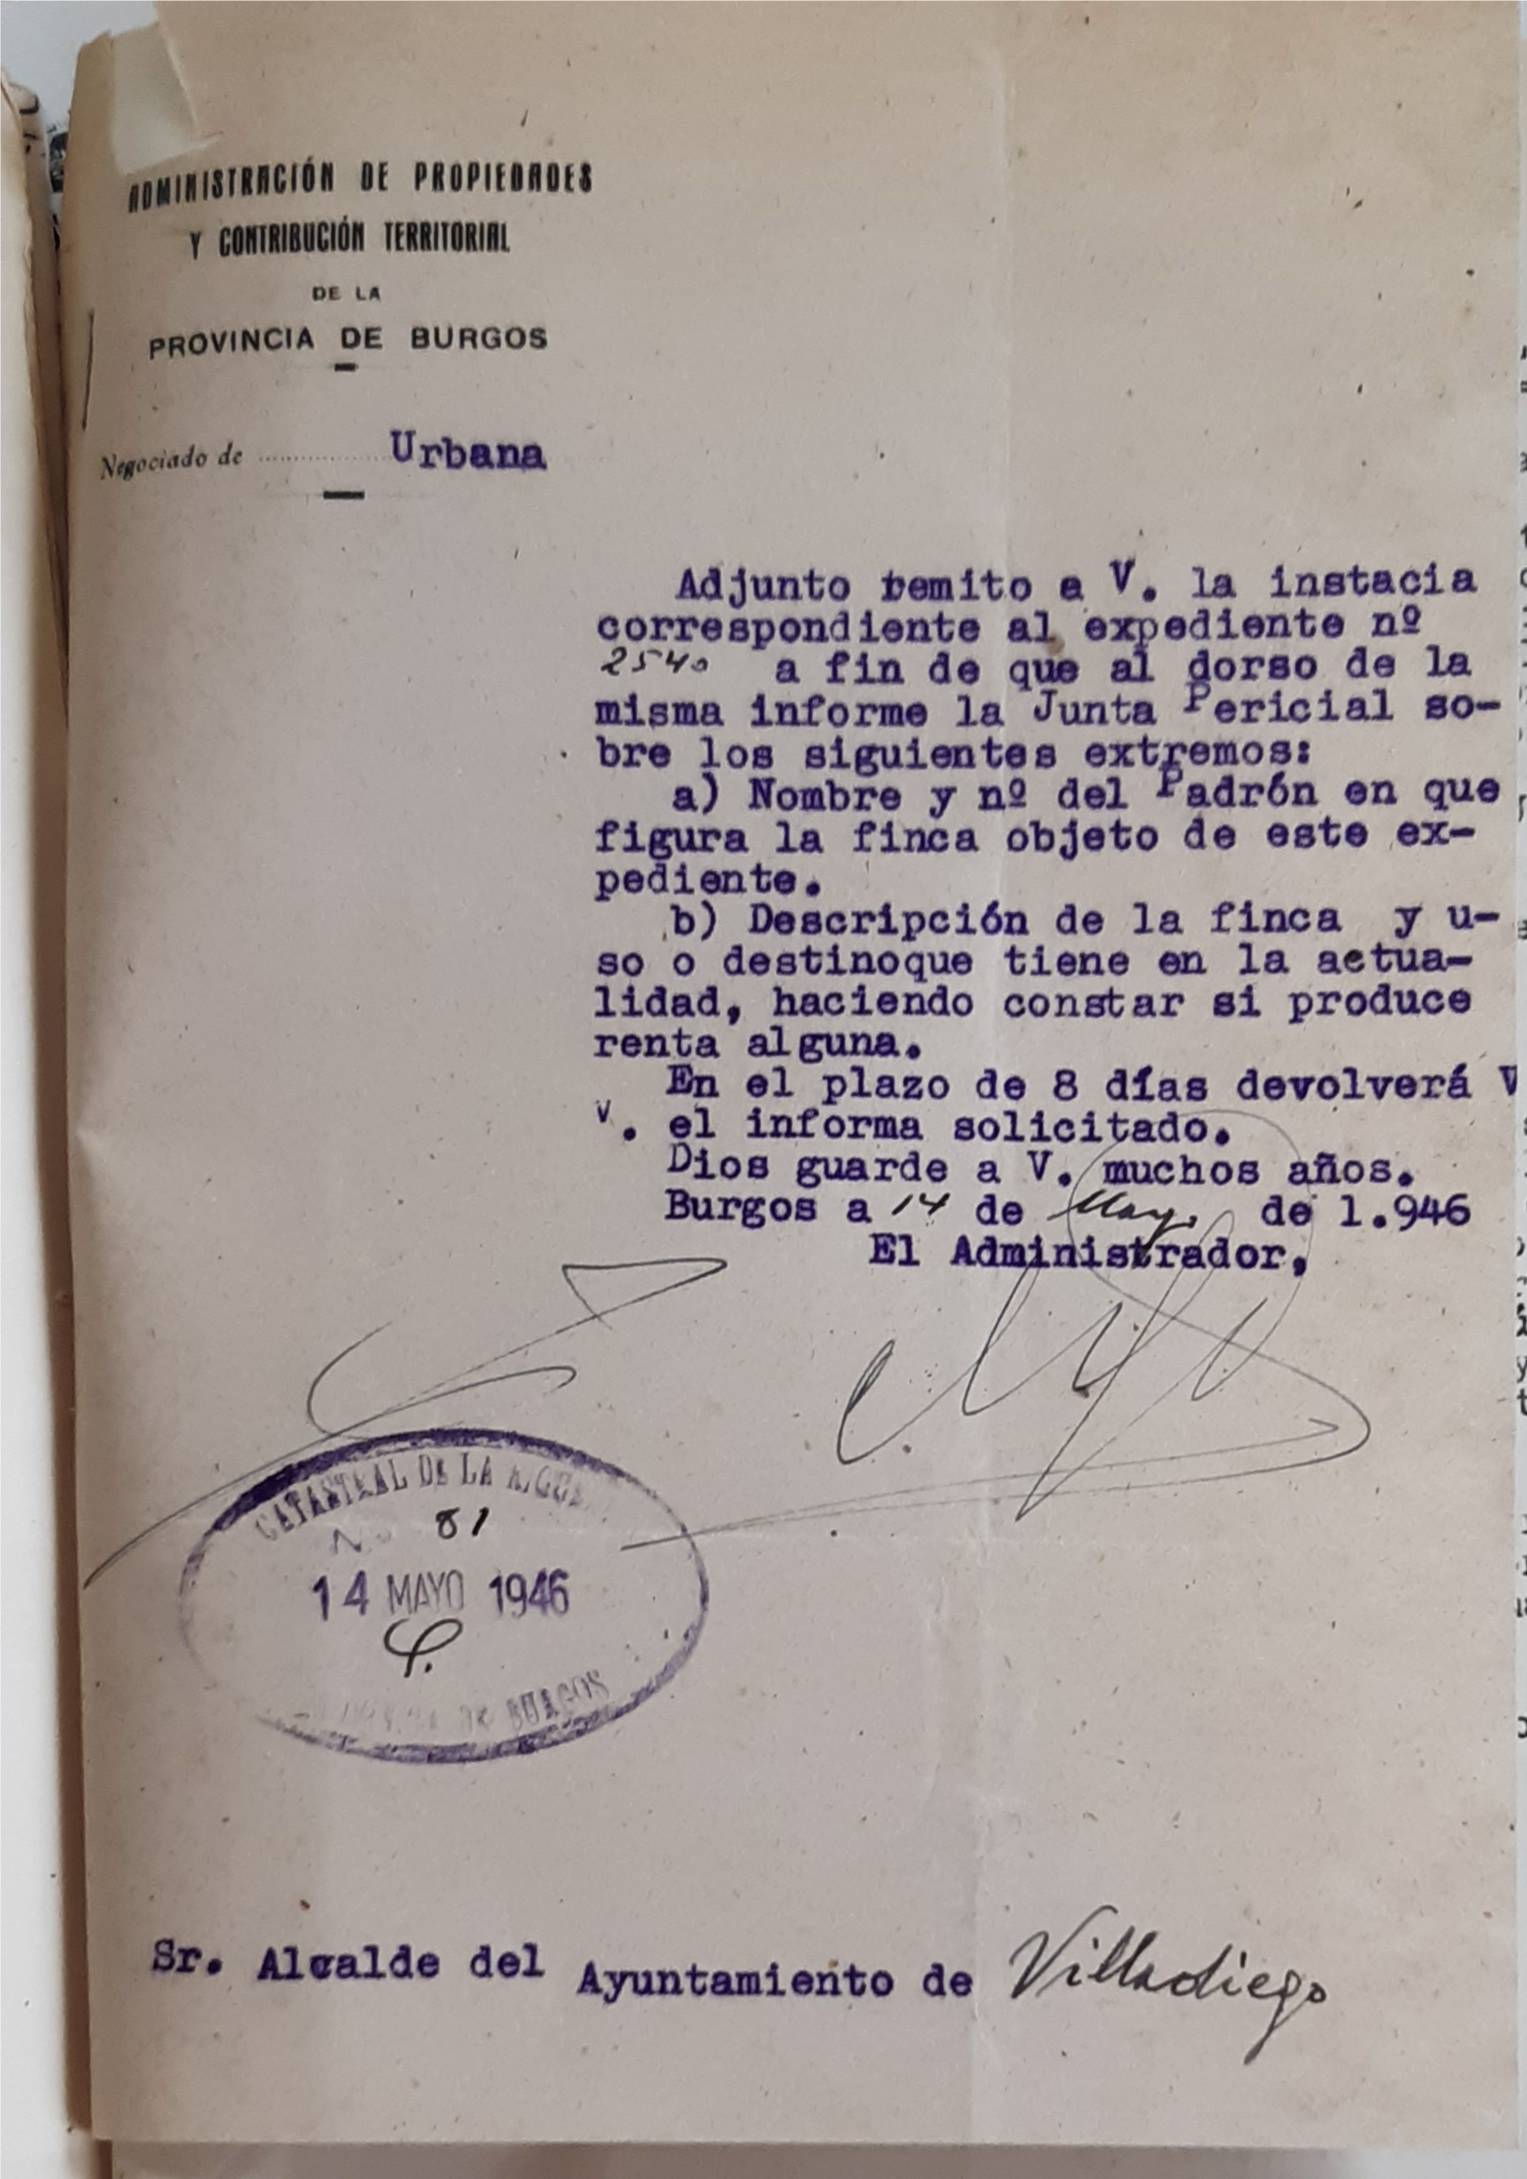 ADMINISTRACIÓN DE PROPIEDADES
Y CONTRIBUCIÓN TERRITORIAL
DE LA
PROVINCIA DE BURGOS
Negociado de Urbana
Adjunto remito a V. la instacia
correspondiente al expediente nº
2540 a fin de que al dorso de la
misma informe la Junta Pericial so-
bre los siguientes extremos:
a) Nombre y nº del Padrón en que
figura la finca objeto de este ex-
pediente.
b) Descripción de la finca y u-
so o destinoque tiene en la actua-
lidad, haciendo constar si produce
renta alguna.
En el plazo de 8 días devolverá V
V. el informa solicitado.
Dios guarde a V. muchos años.
Burgos a 14 de Mayo de 1.946
El Administrador,
CATASTRAL DE LA
81
14 MAYO 1946
DE BURGOS
Sr. Alcalde del Ayuntamiento de Villadiego